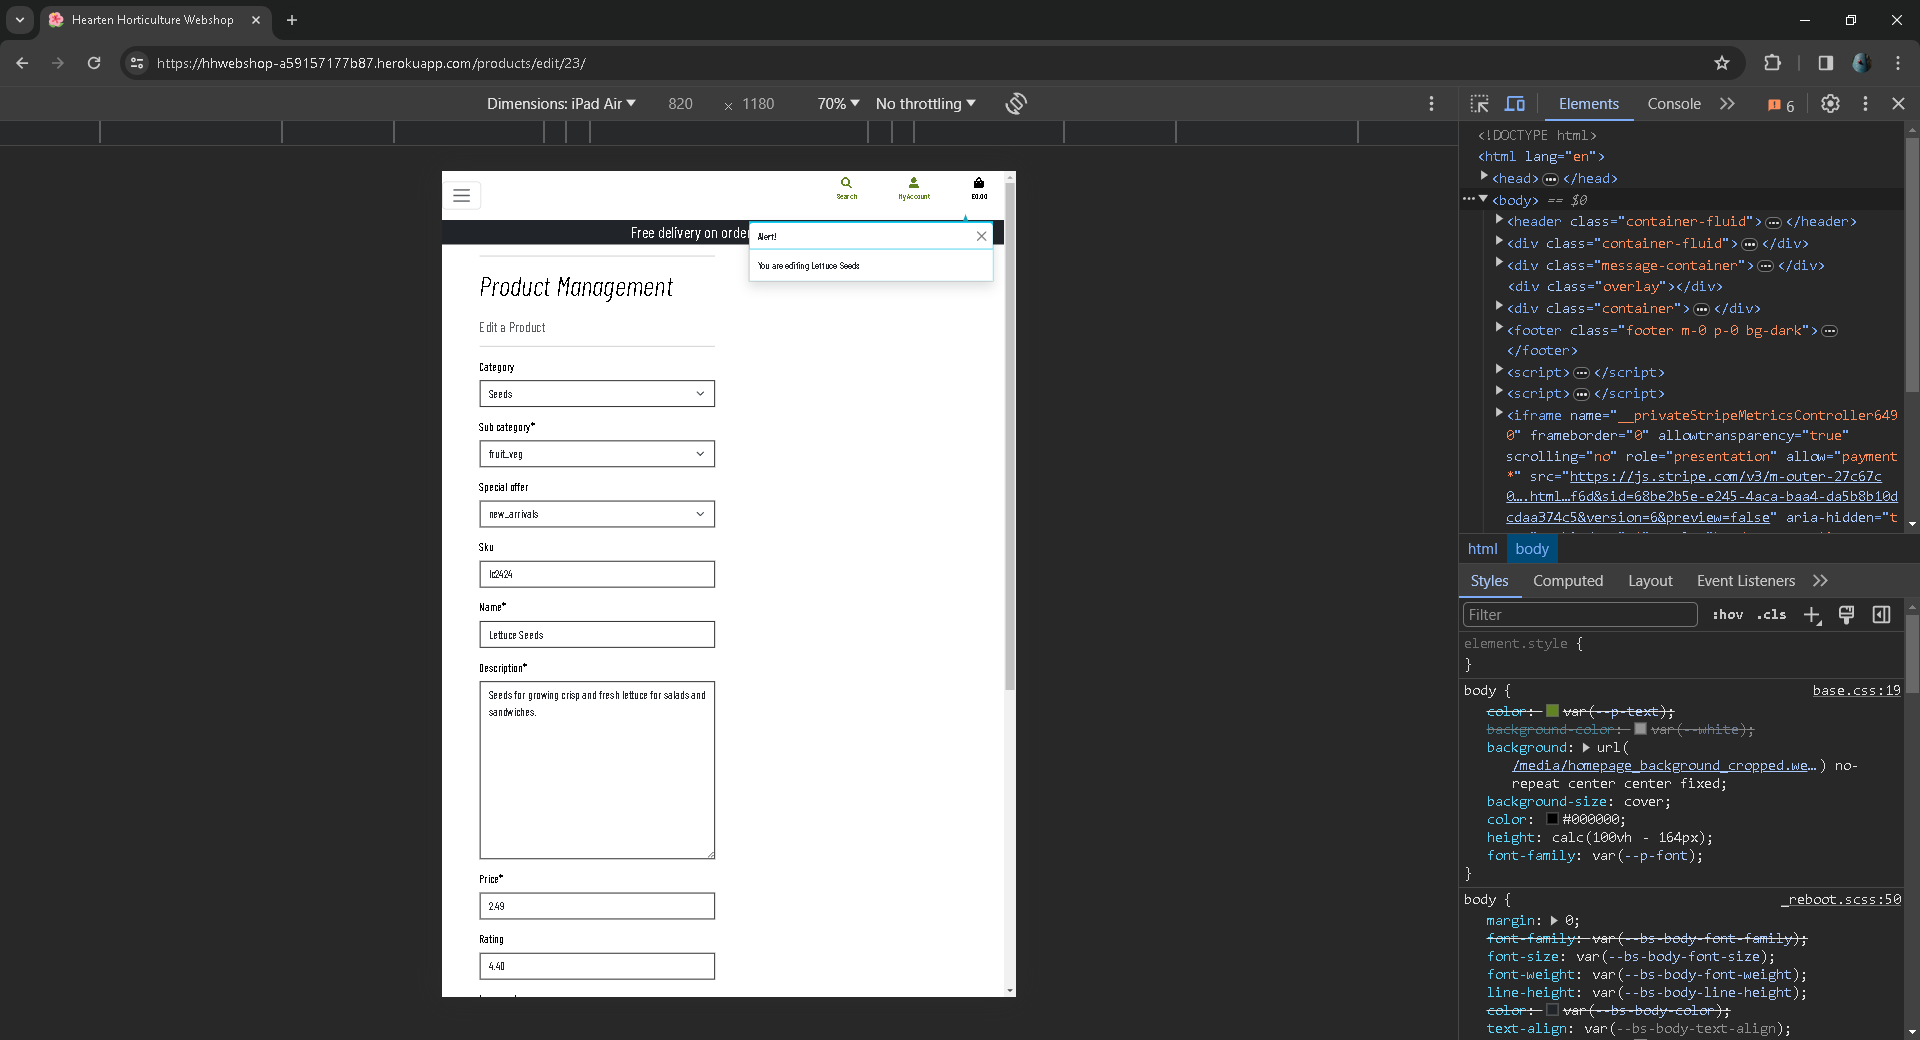 Hearten Horticulture Webshop
https://hhwebshop-a59157177b87.herokuapp.com/products/edit/23/
Dimensions: iPad Air 820 × 1180 70% No throttling
Elements Console 6
Search My Account £0.00
Free delivery on order
Alert!
You are editing Lettuce Seeds
Product Management
Edit a Product
Category
Seeds
Sub category*
fruit_veg
Special offer
new_arrivals
Sku
lc2424
Name*
Lettuce Seeds
Description*
Seeds for growing crisp and fresh lettuce for salads and
sandwiches.
Price*
2.49
Rating
4.40
<!DOCTYPE html>
<html lang="en">
<head> … </head>
<body> == $0
<header class="container-fluid"> … </header>
<div class="container-fluid"> … </div>
<div class="message-container"> … </div>
<div class="overlay"></div>
<div class="container"> … </div>
<footer class="footer m-0 p-0 bg-dark"> …
</footer>
<script> … </script>
<script> … </script>
<iframe name="__privateStripeMetricsController649
0" frameborder="0" allowtransparency="true"
scrolling="no" role="presentation" allow="payment
*" src="https://js.stripe.com/v3/m-outer-27c67c
0….html…f6d&sid=68be2b5e-e245-4aca-baa4-da5b8b10d
cdaa374c5&version=6&preview=false" aria-hidden="t
html body
Styles Computed Layout Event Listeners
Filter :hov .cls
element.style {
}
body { base.css:19
color: var(--p-text);
background-color: var(--white);
background: url(
/media/homepage_background_cropped.we…) no-
repeat center center fixed;
background-size: cover;
color: #000000;
height: calc(100vh - 164px);
font-family: var(--p-font);
}
body { _reboot.scss:50
margin: 0;
font-family: var(--bs-body-font-family);
font-size: var(--bs-body-font-size);
font-weight: var(--bs-body-font-weight);
line-height: var(--bs-body-line-height);
color: var(--bs-body-color);
text-align: var(--bs-body-text-align);